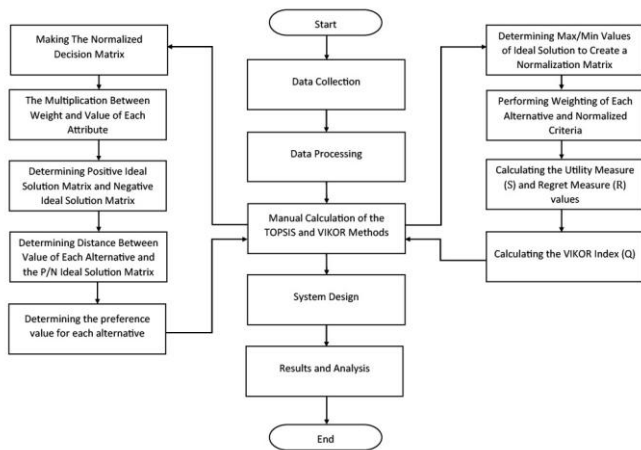 Start
Data Collection
Data Processing
Manual Calculation of the
TOPSIS and VIKOR Methods
System Design
Results and Analysis
End
Making The Normalized
Decision Matrix
The Multiplication Between
Weight and Value of Each
Attribute
Determining Positive Ideal
Solution Matrix and Negative
Ideal Solution Matrix
Determining Distance Between
Value of Each Alternative and
the P/N Ideal Solution Matrix
Determining the preference
value for each alternative
Determining Max/Min Values
of Ideal Solution to Create a
Normalization Matrix
Performing Weighting of Each
Alternative and Normalized
Criteria
Calculating the Utility Measure
(S) and Regret Measure (R)
values
Calculating the VIKOR Index (Q)